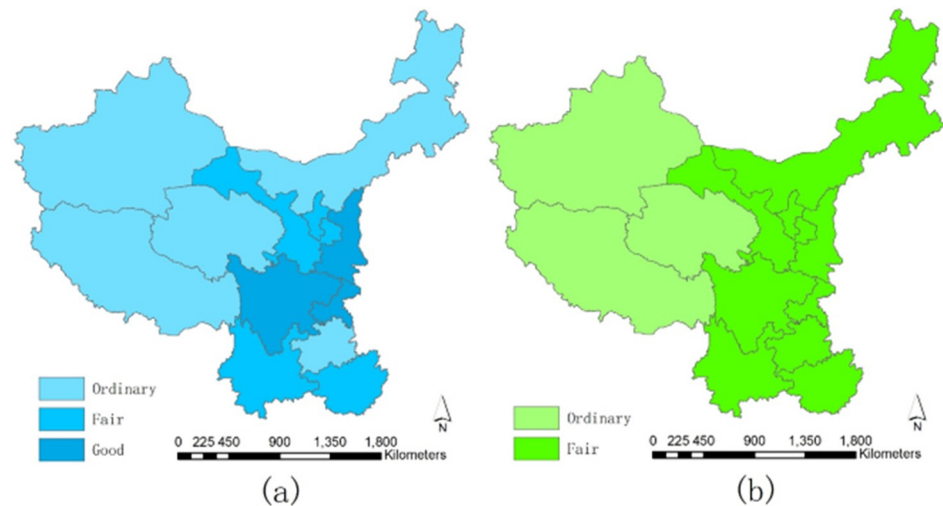 Ordinary
Fair
Good
N
0 225 450 900 1,350 1,800
Kilometers
(a)
Ordinary
Fair
N
0 225 450 900 1,350 1,800
Kilometers
(b)